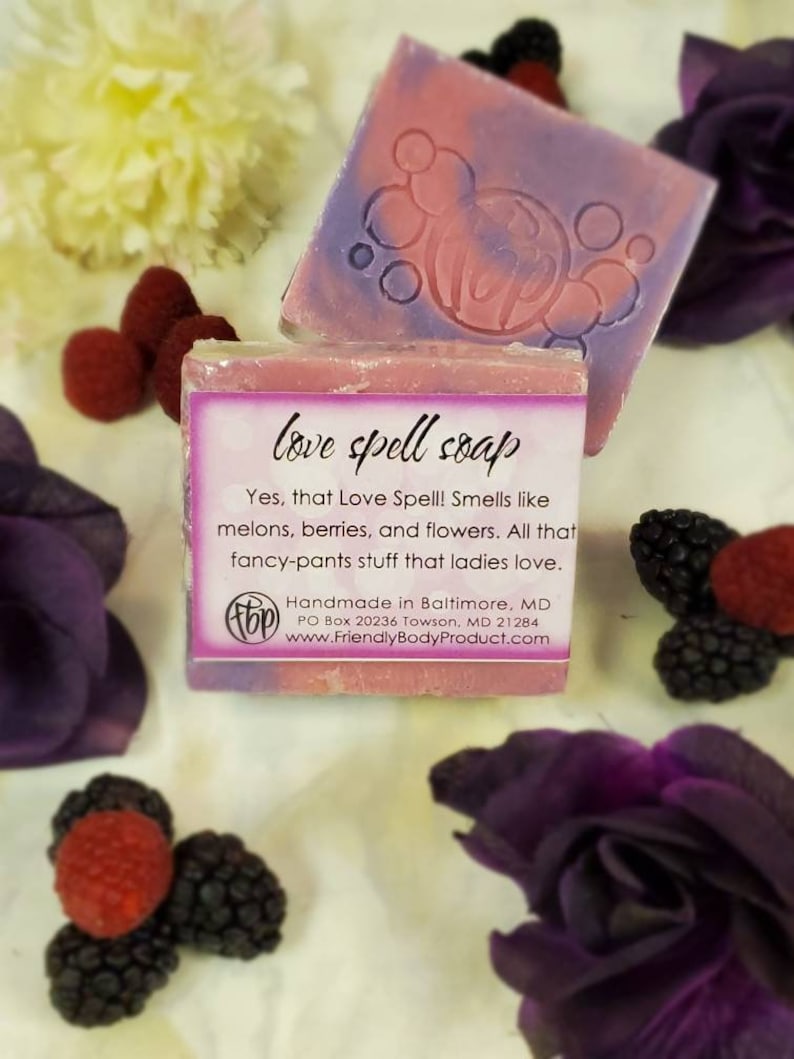 fbp
love spell soap
Yes, that Love Spell! Smells like
melons, berries, and flowers. All that
fancy-pants stuff that ladies love.
fbp
Handmade in Baltimore, MD
PO Box 20236 Towson, MD 21284
www.FriendlyBodyProduct.com